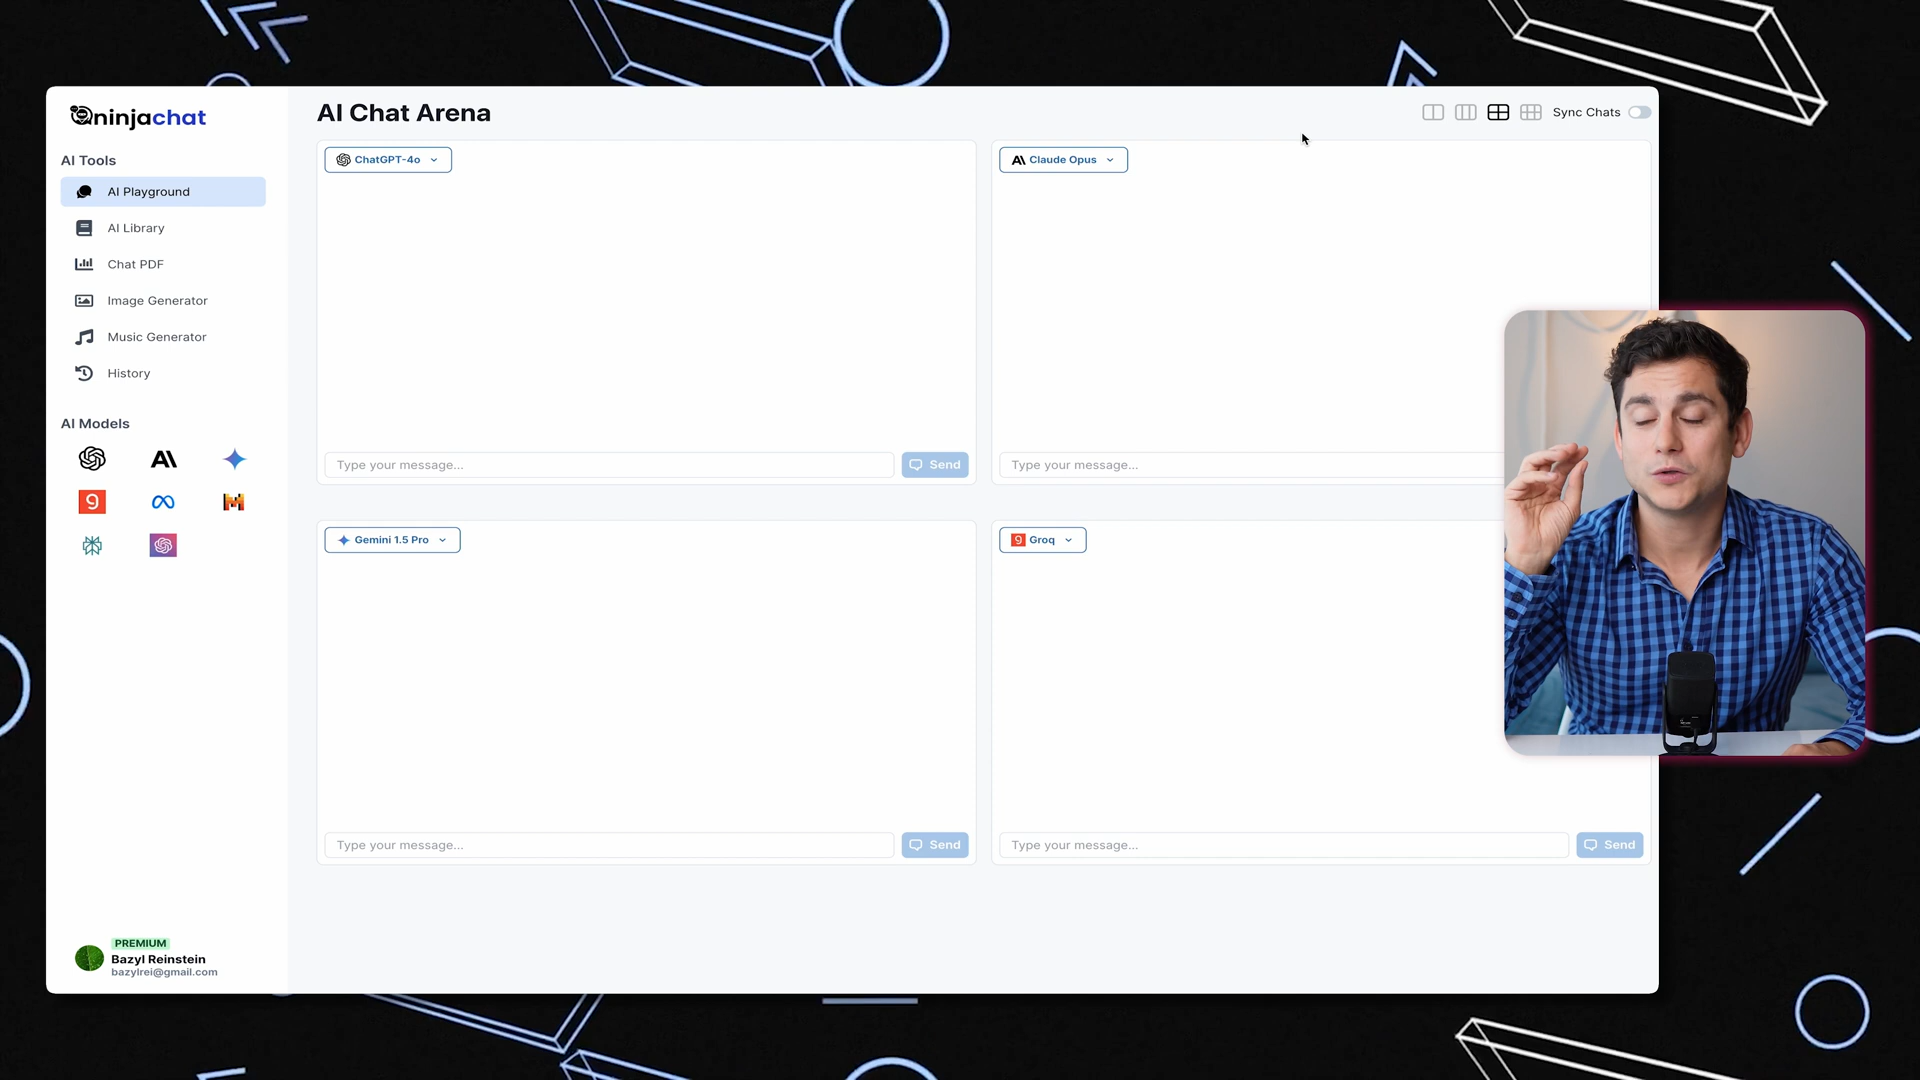 ninjachat
AI Tools
AI Playground
AI Library
Chat PDF
Image Generator
Music Generator
History
AI Models
PREMIUM
Bazyl Reinstein
bazylrei@gmail.com
AI Chat Arena
Sync Chats
ChatGPT-4o
Type your message...
Send
Claude Opus
Type your message...
Gemini 1.5 Pro
Type your message...
Send
Groq
Type your message...
Send